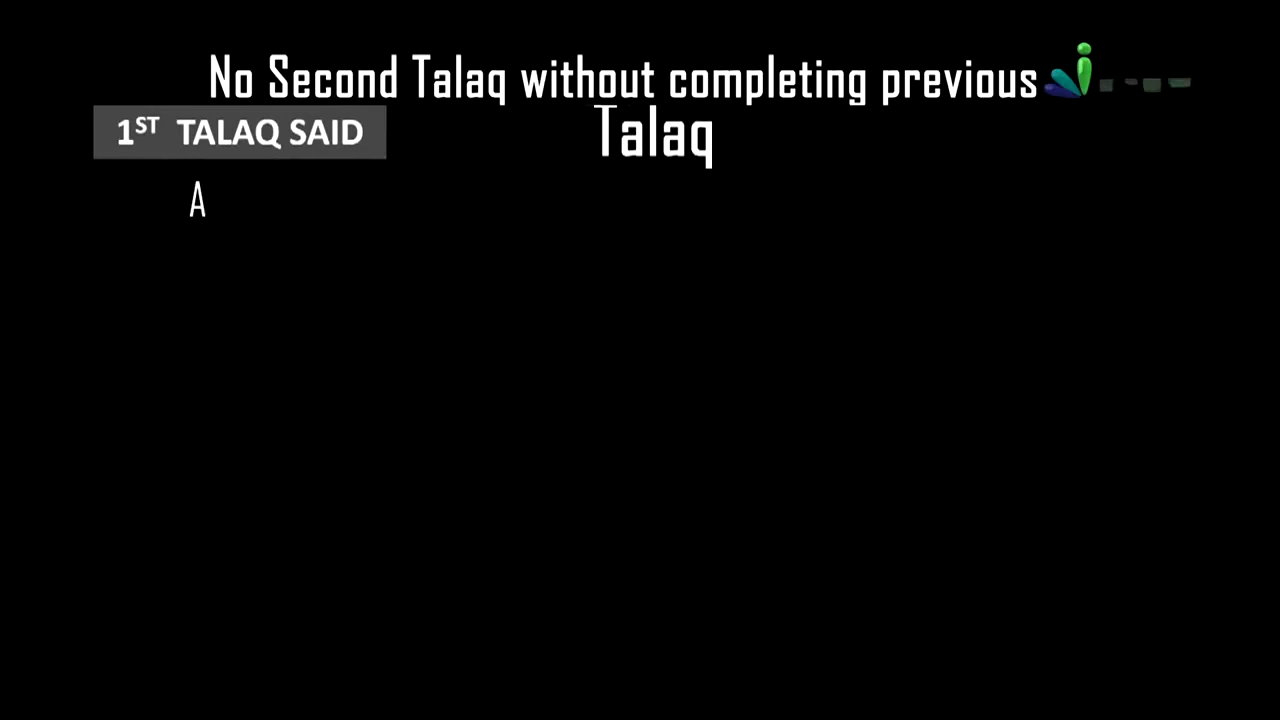 No Second Talaq without completing previous
Talaq
1ST TALAQ SAID
A